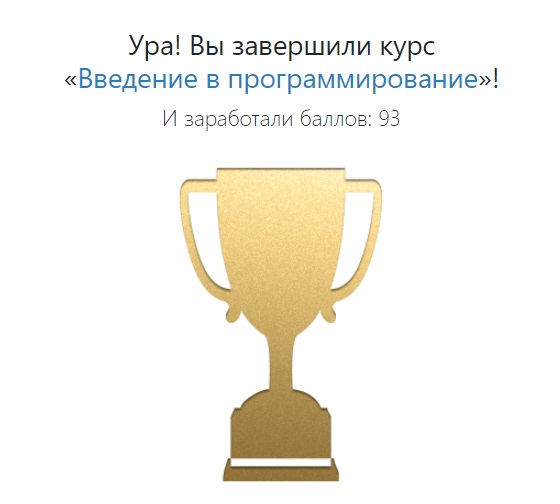 Ура! Вы завершили курс
«Введение в программирование»!
И заработали баллов: 93